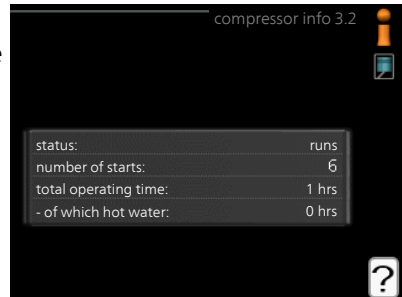 compressor info 3.2
e
status: runs
number of starts: 6
total operating time: 1 hrs
- of which hot water: 0 hrs
?